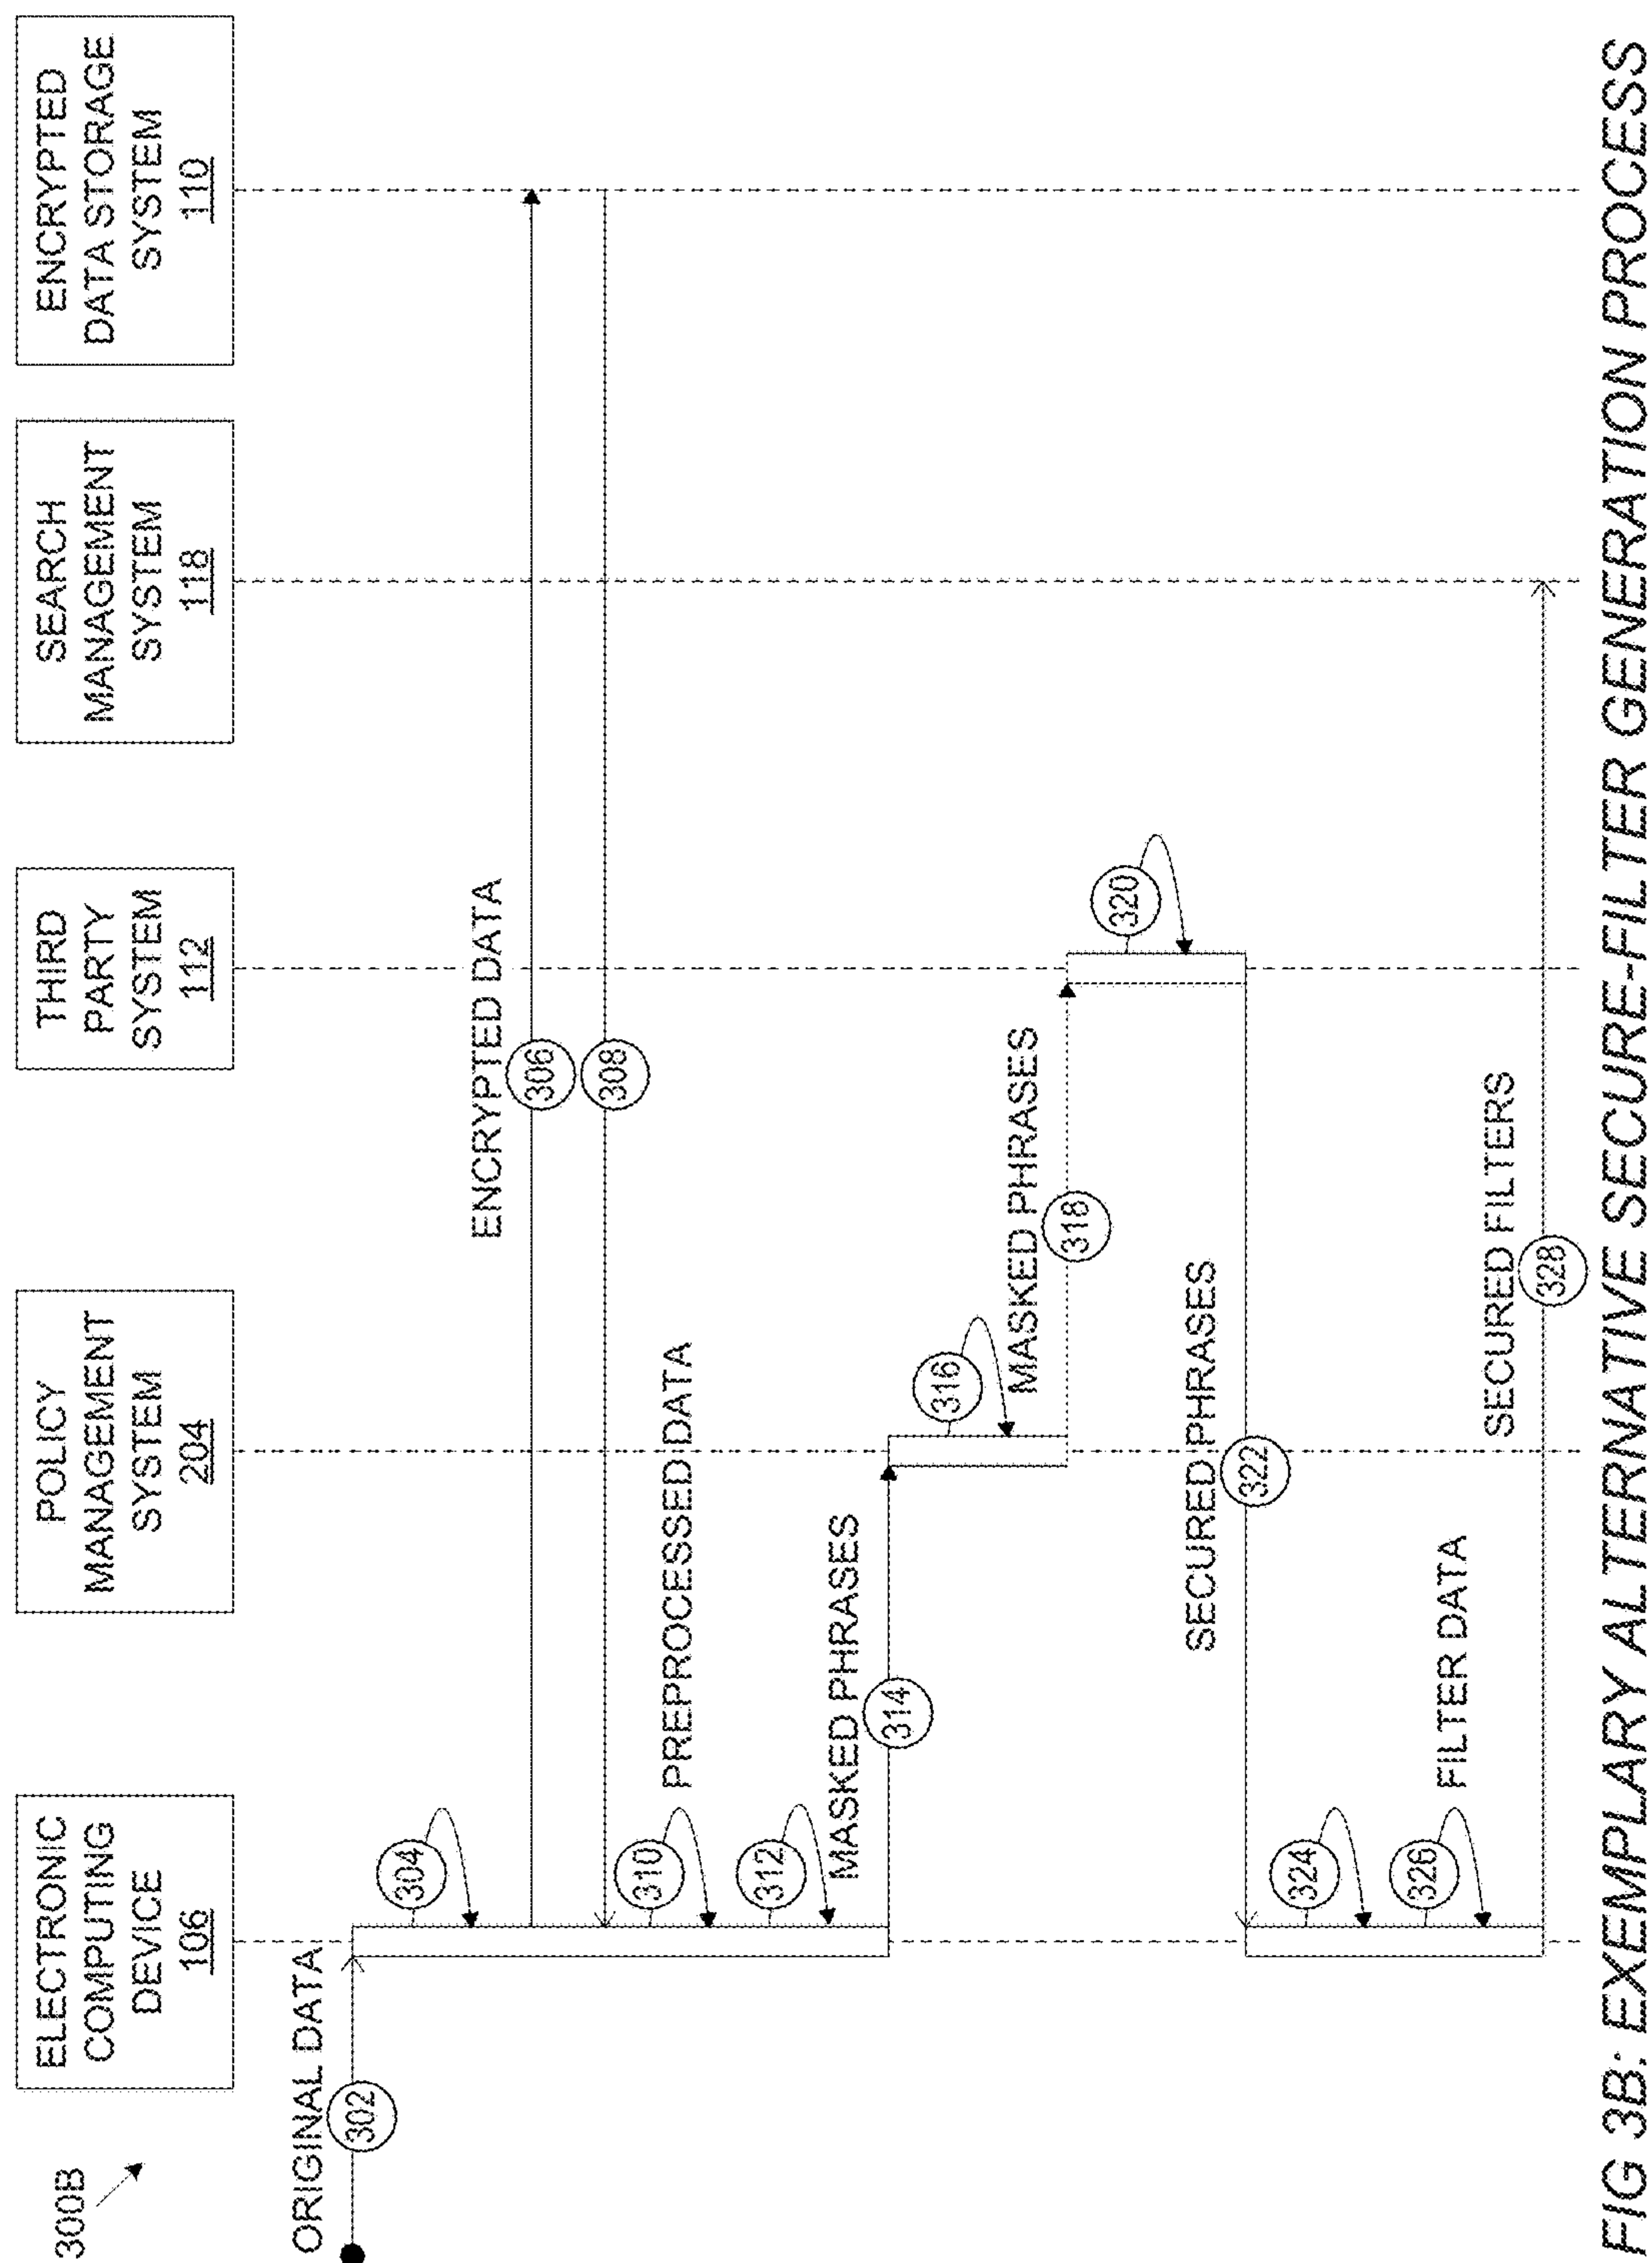 300B
ELECTRONIC
COMPUTING
DEVICE
106
POLICY
MANAGEMENT
SYSTEM
204
THIRD
PARTY
SYSTEM
112
SEARCH
MANAGEMENT
SYSTEM
118
ENCRYPTED
DATA STORAGE
SYSTEM
110
ORIGINAL DATA
302
304
ENCRYPTED DATA
306
308
310
PREPROCESSED DATA
312
MASKED PHRASES
314
316
MASKED PHRASES
318
320
SECURED PHRASES
322
324
326
FILTER DATA
SECURED FILTERS
328
FIG 3B: EXEMPLARY ALTERNATIVE SECURE-FILTER GENERATION PROCESS